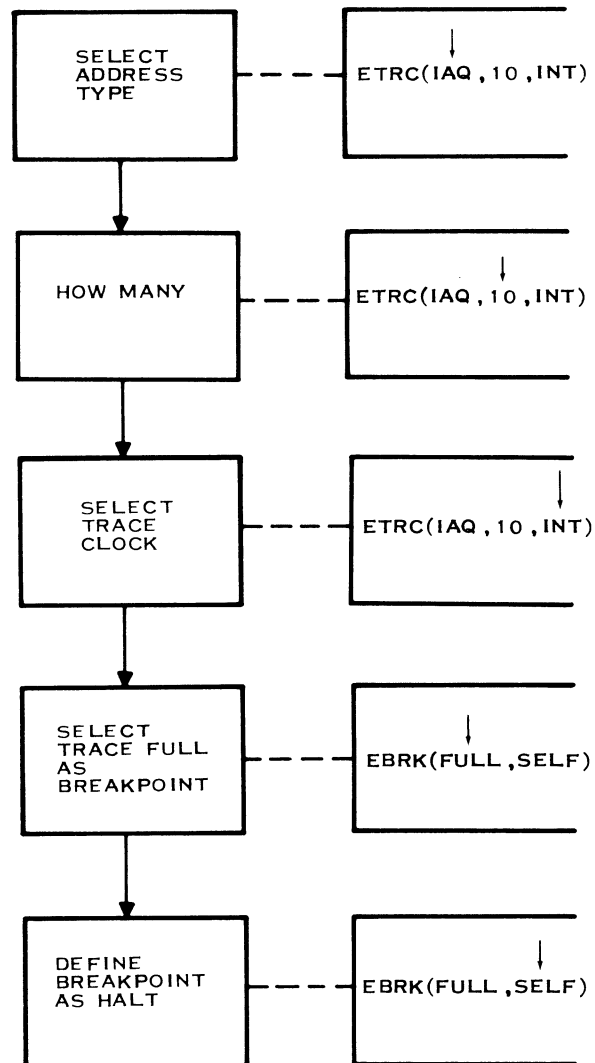 SELECT
ADDRESS
TYPE
ETRC(IAQ,10,INT)
HOW MANY
ETRC(IAQ,10,INT)
SELECT
TRACE
CLOCK
ETRC(IAQ,10,INT)
SELECT
TRACE FULL
AS
BREAKPOINT
EBRK(FULL,SELF)
DEFINE
BREAKPOINT
AS HALT
EBRK(FULL,SELF)